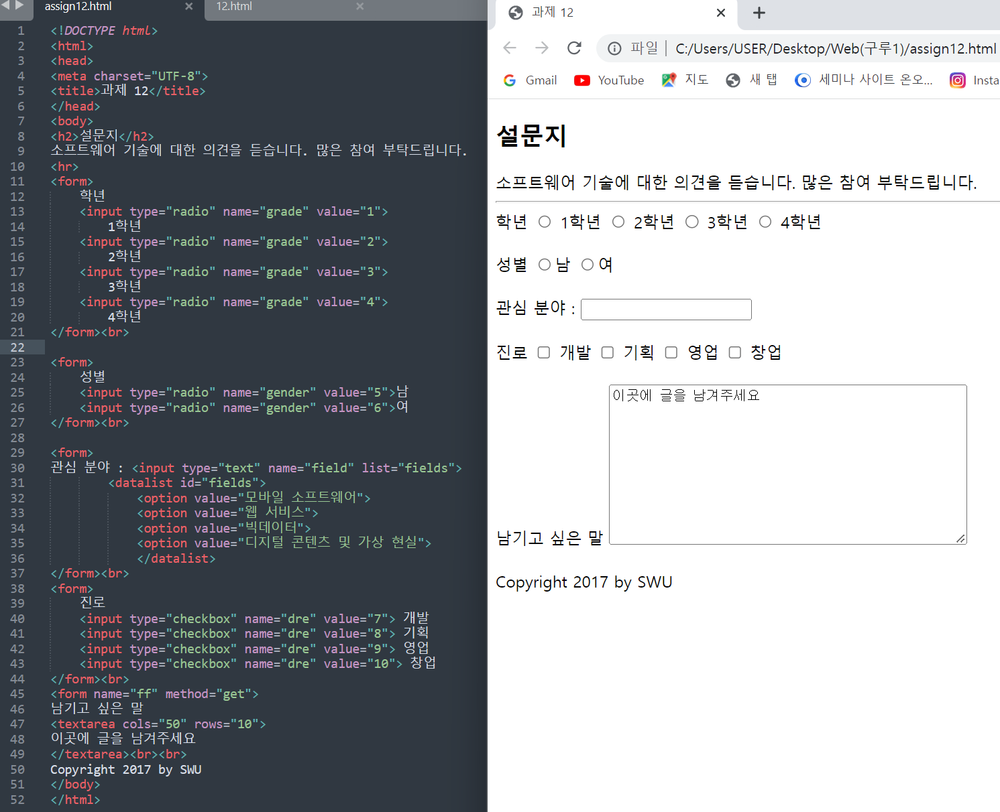 assign12.html ×
12.html ×
1 <!DOCTYPE html>
2 <html>
3 <head>
4 <meta charset="UTF-8">
5 <title>과제 12</title>
6 </head>
7 <body>
8 <h2>설문지</h2>
9 소프트웨어 기술에 대한 의견을 듣습니다. 많은 참여 부탁드립니다.
10 <hr>
11 <form>
12 학년
13 <input type="radio" name="grade" value="1">
14 1학년
15 <input type="radio" name="grade" value="2">
16 2학년
17 <input type="radio" name="grade" value="3">
18 3학년
19 <input type="radio" name="grade" value="4">
20 4학년
21 </form><br>
22
23 <form>
24 성별
25 <input type="radio" name="gender" value="5">남
26 <input type="radio" name="gender" value="6">여
27 </form><br>
28
29 <form>
30 관심 분야 : <input type="text" name="field" list="fields">
31 <datalist id="fields">
32 <option value="모바일 소프트웨어">
33 <option value="웹 서비스">
34 <option value="빅데이터">
35 <option value="디지털 콘텐츠 및 가상 현실">
36 </datalist>
37 </form><br>
38 <form>
39 진로
40 <input type="checkbox" name="dre" value="7"> 개발
41 <input type="checkbox" name="dre" value="8"> 기획
42 <input type="checkbox" name="dre" value="9"> 영업
43 <input type="checkbox" name="dre" value="10"> 창업
44 </form><br>
45 <form name="ff" method="get">
46 남기고 싶은 말
47 <textarea cols="50" rows="10">
48 이곳에 글을 남겨주세요
49 </textarea><br><br>
50 Copyright 2017 by SWU
51 </body>
52 </html>
과제 12
파일 | C:/Users/USER/Desktop/Web(구루1)/assign12.html
Gmail YouTube 지도 새 탭 세미나 사이트 온오... Insta
설문지
소프트웨어 기술에 대한 의견을 듣습니다. 많은 참여 부탁드립니다.
학년 1학년 2학년 3학년 4학년
성별 남 여
관심 분야 :
진로 개발 기획 영업 창업
이곳에 글을 남겨주세요
남기고 싶은 말
Copyright 2017 by SWU